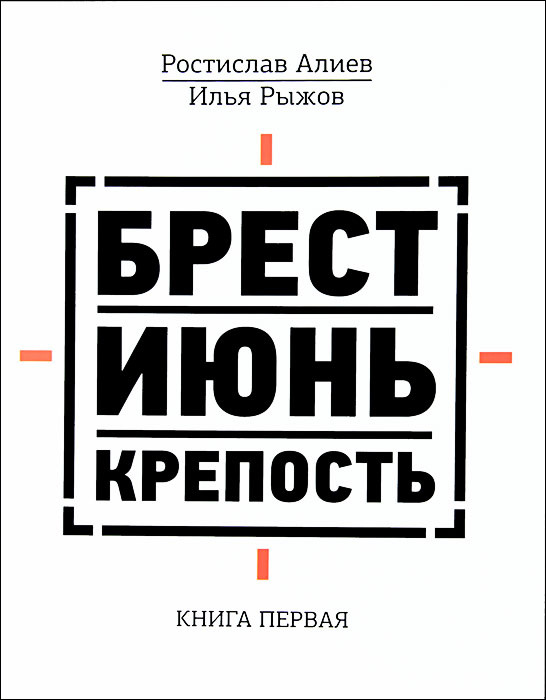 Ростислав Алиев
Илья Рыжов
БРЕСТ
ИЮНЬ
КРЕПОСТЬ
КНИГА ПЕРВАЯ